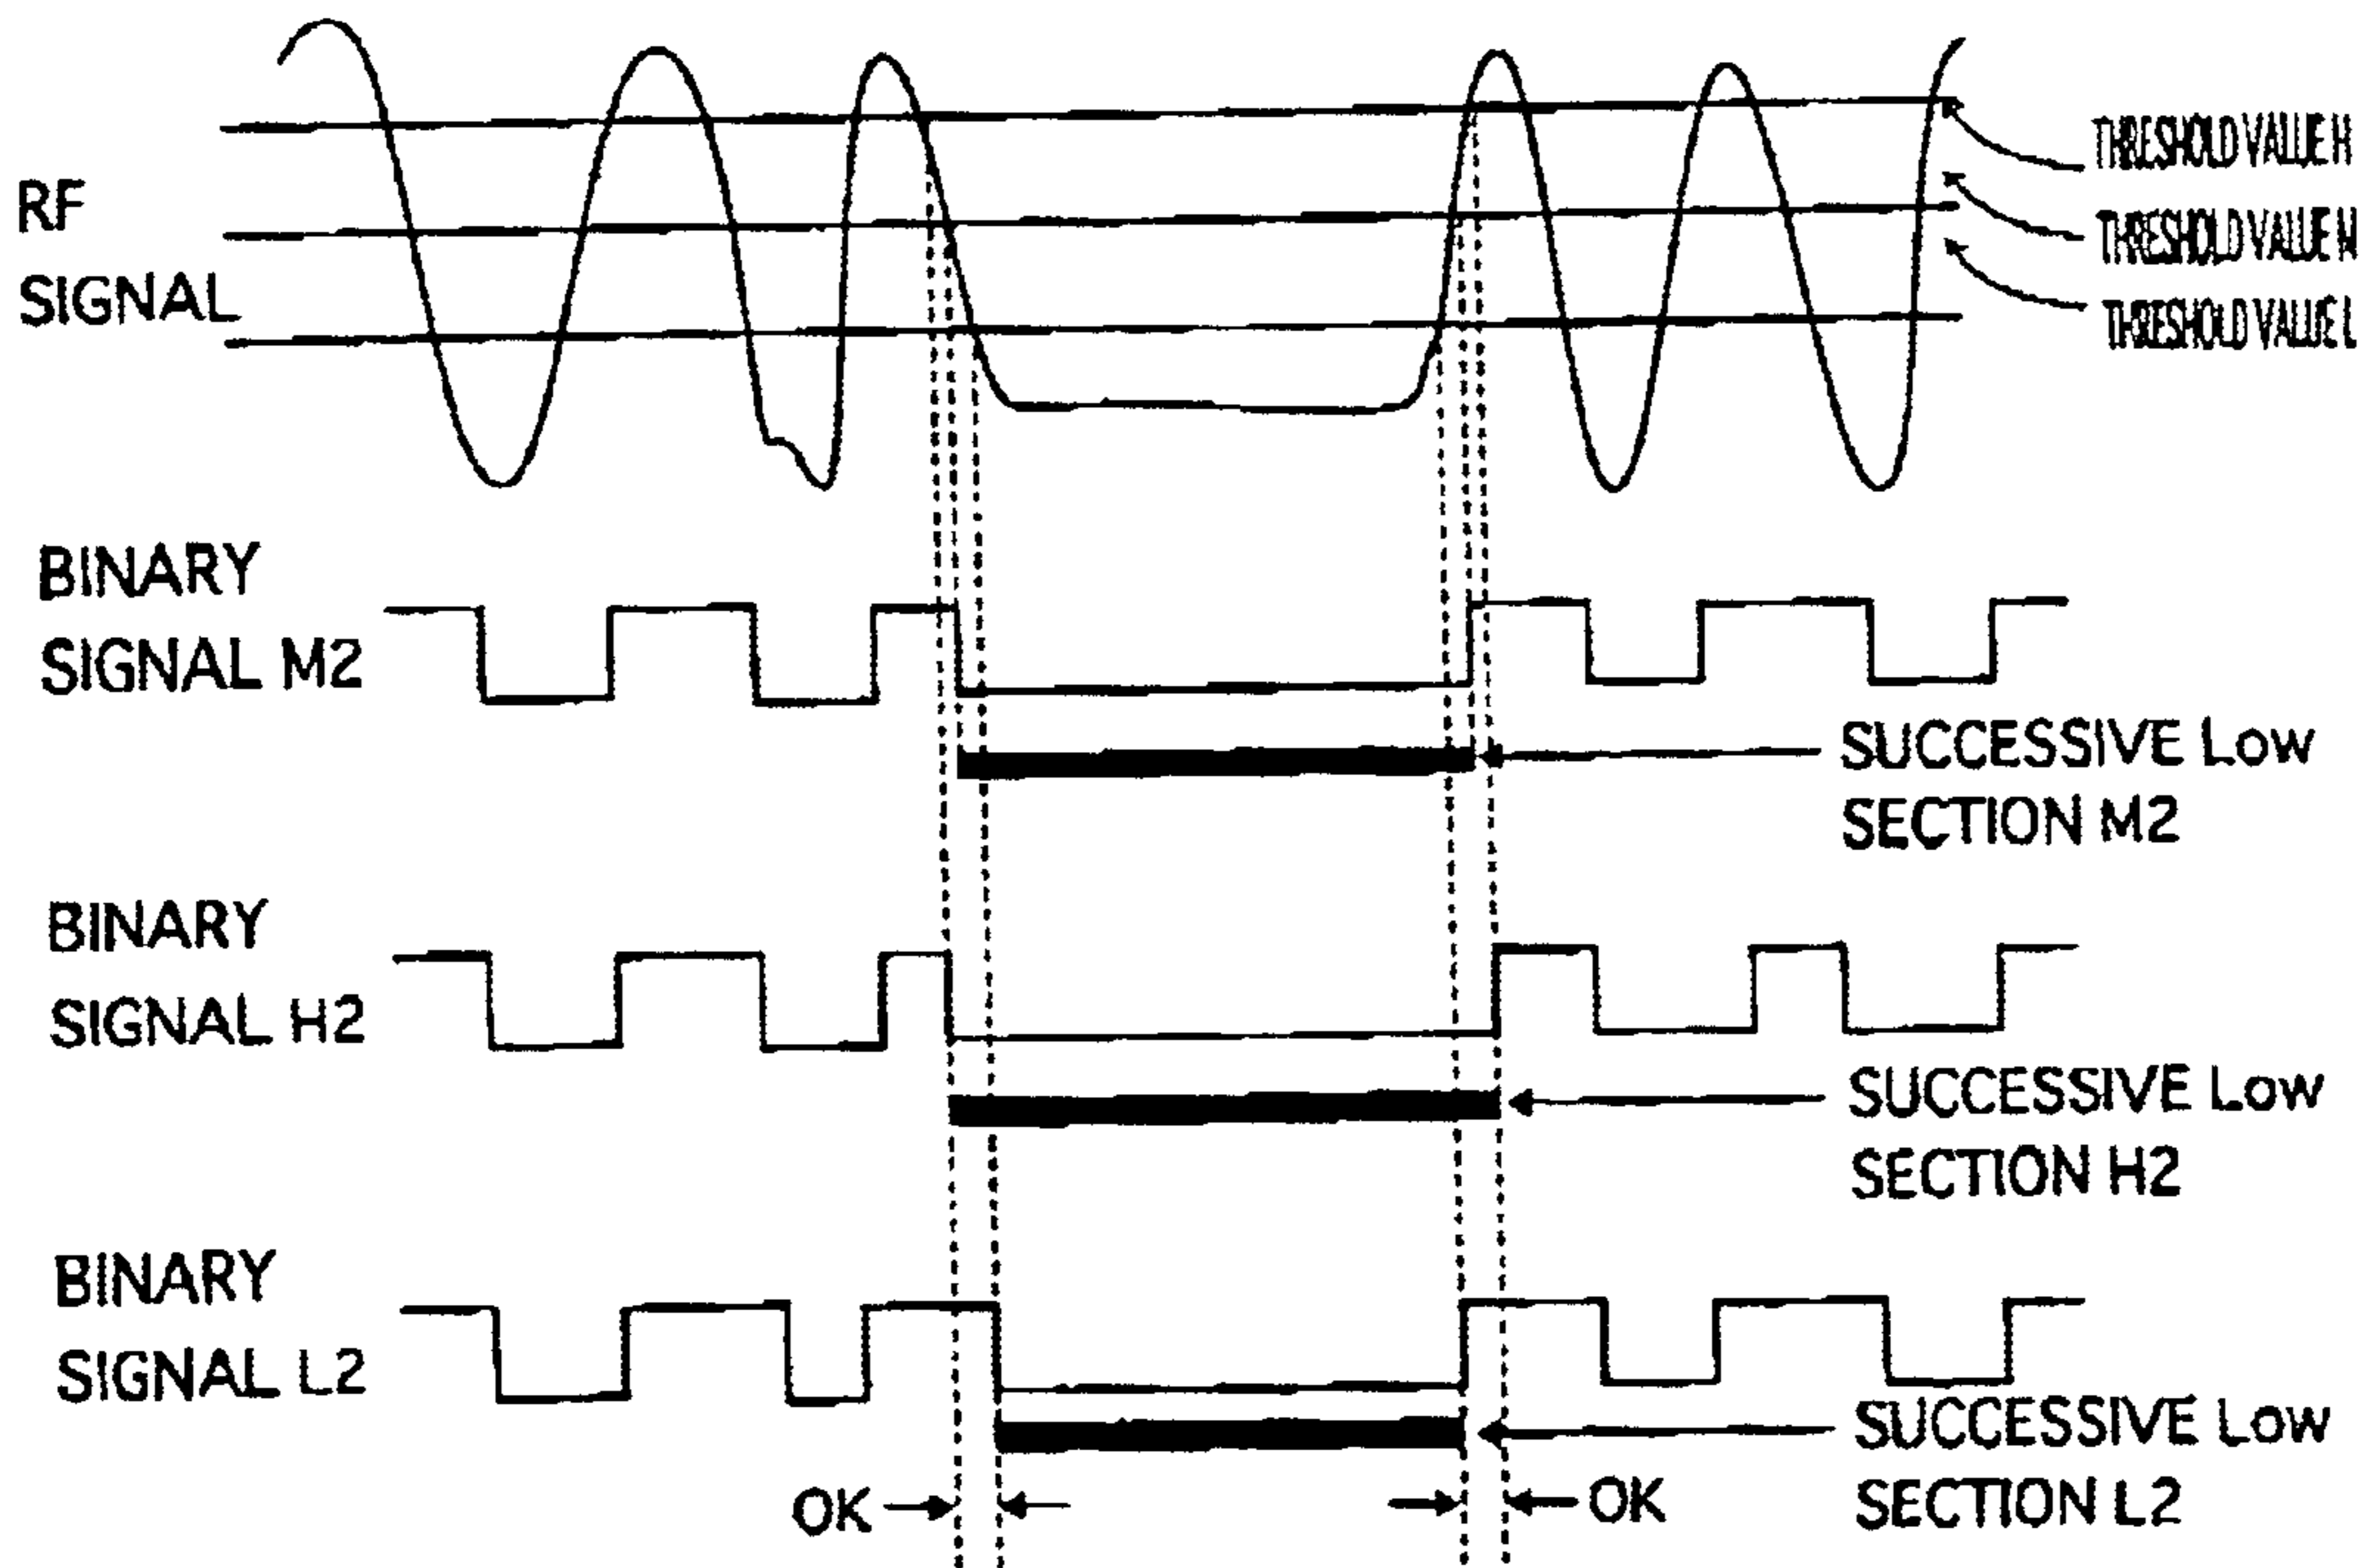 THRESHOLD VALUE H
RF
SIGNAL
THRESHOLD VALUE M
THRESHOLD VALUE L
BINARY
SIGNAL M2
SUCCESSIVE Low
SECTION M2
BINARY
SIGNAL H2
SUCCESSIVE Low
SECTION H2
BINARY
SIGNAL L2
SUCCESSIVE Low
SECTION L2
OK
OK